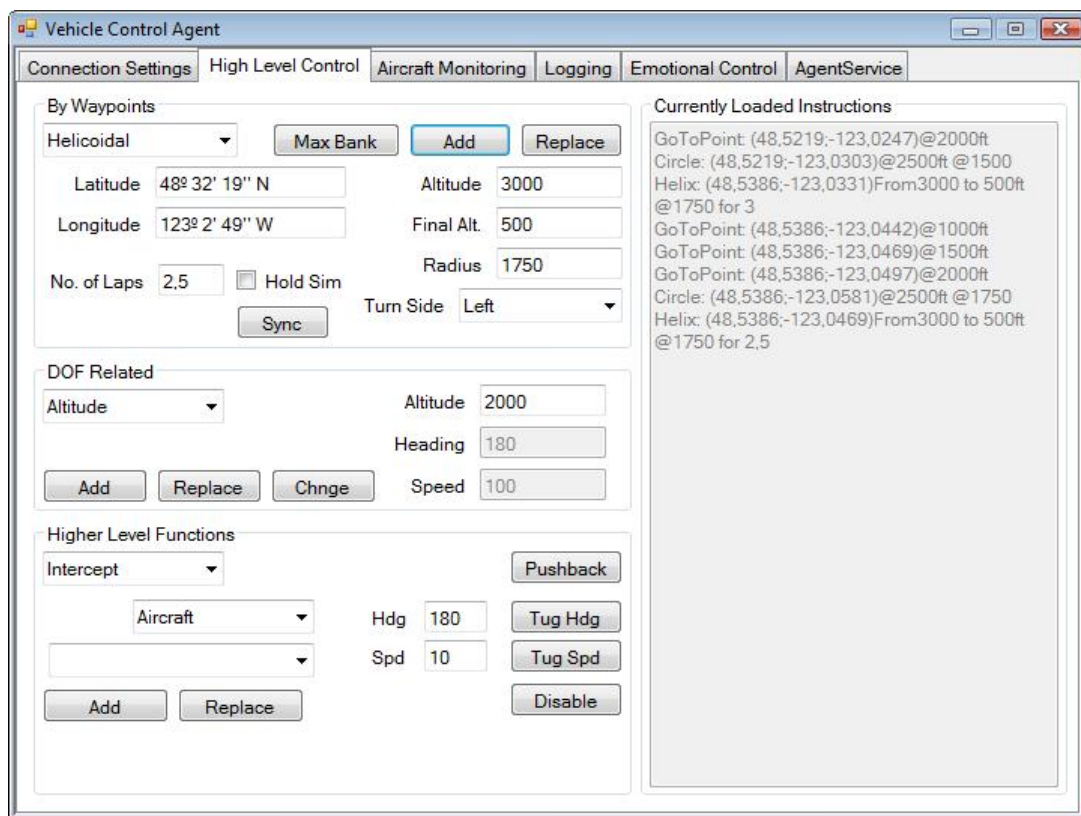 Vehicle Control Agent
Connection Settings High Level Control Aircraft Monitoring Logging Emotional Control AgentService
By Waypoints
Helicoidal Max Bank Add Replace
Latitude 48º 32' 19'' N Altitude 3000
Longitude 123º 2' 49'' W Final Alt. 500
Radius 1750
No. of Laps 2,5 Hold Sim
Turn Side Left
Sync
DOF Related
Altitude Altitude 2000
Heading 180
Add Replace Chnge Speed 100
Higher Level Functions
Intercept Pushback
Aircraft Hdg 180 Tug Hdg
Spd 10 Tug Spd
Add Replace Disable
Currently Loaded Instructions
GoToPoint: (48,5219;-123,0247)@2000ft
Circle: (48,5219;-123,0303)@2500ft @1500
Helix: (48,5386;-123,0331)From3000 to 500ft
@1750 for 3
GoToPoint: (48,5386;-123,0442)@1000ft
GoToPoint: (48,5386;-123,0469)@1500ft
GoToPoint: (48,5386;-123,0497)@2000ft
Circle: (48,5386;-123,0581)@2500ft @1750
Helix: (48,5386;-123,0469)From3000 to 500ft
@1750 for 2,5